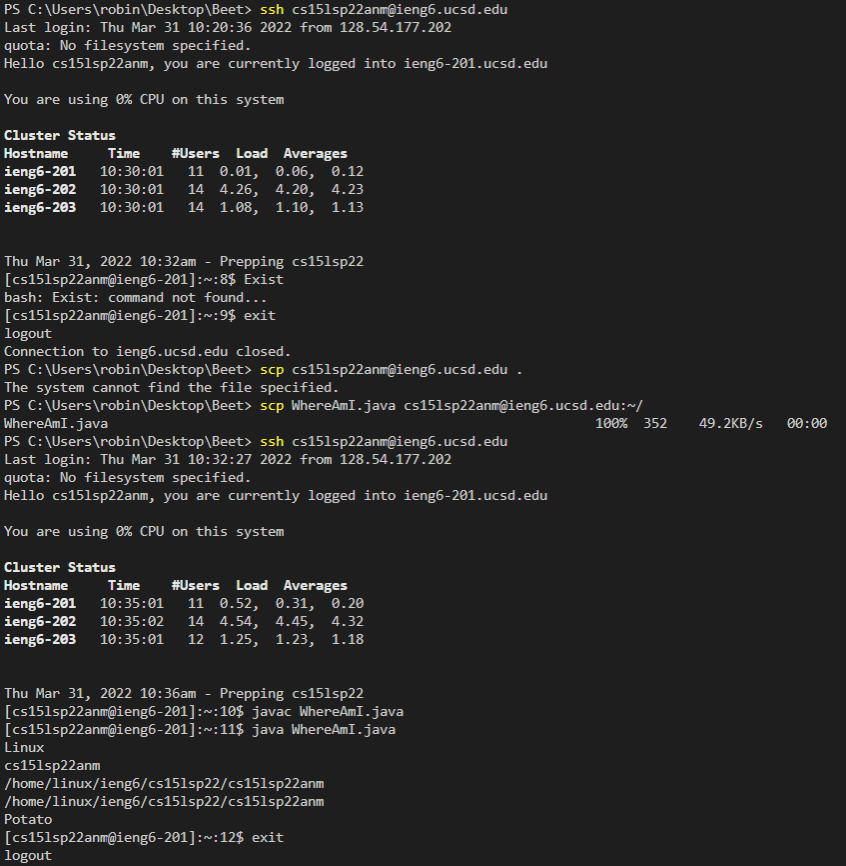 PS C:\Users\robin\Desktop\Beet> ssh cs15lsp22anm@ieng6.ucsd.edu
Last login: Thu Mar 31 10:20:36 2022 from 128.54.177.202
quota: No filesystem specified.
Hello cs15lsp22anm, you are currently logged into ieng6-201.ucsd.edu
You are using 0% CPU on this system
Cluster Status
Hostname     Time    #Users  Load  Averages
ieng6-201   10:30:01   11  0.01,  0.06,  0.12
ieng6-202   10:30:01   14  4.26,  4.20,  4.23
ieng6-203   10:30:01   14  1.08,  1.10,  1.13
Thu Mar 31, 2022 10:32am - Prepping cs15lsp22
[cs15lsp22anm@ieng6-201]:~:8$ Exist
bash: Exist: command not found...
[cs15lsp22anm@ieng6-201]:~:9$ exit
logout
Connection to ieng6.ucsd.edu closed.
PS C:\Users\robin\Desktop\Beet> scp cs15lsp22anm@ieng6.ucsd.edu .
The system cannot find the file specified.
PS C:\Users\robin\Desktop\Beet> scp WhereAmI.java cs15lsp22anm@ieng6.ucsd.edu:~/
WhereAmI.java                                                             100%  352    49.2KB/s   00:00
PS C:\Users\robin\Desktop\Beet> ssh cs15lsp22anm@ieng6.ucsd.edu
Last login: Thu Mar 31 10:32:27 2022 from 128.54.177.202
quota: No filesystem specified.
Hello cs15lsp22anm, you are currently logged into ieng6-201.ucsd.edu
You are using 0% CPU on this system
Cluster Status
Hostname     Time    #Users  Load  Averages
ieng6-201   10:35:01   11  0.52,  0.31,  0.20
ieng6-202   10:35:02   14  4.54,  4.45,  4.32
ieng6-203   10:35:01   12  1.25,  1.23,  1.18
Thu Mar 31, 2022 10:36am - Prepping cs15lsp22
[cs15lsp22anm@ieng6-201]:~:10$ javac WhereAmI.java
[cs15lsp22anm@ieng6-201]:~:11$ java WhereAmI.java
Linux
cs15lsp22anm
/home/linux/ieng6/cs15lsp22/cs15lsp22anm
/home/linux/ieng6/cs15lsp22/cs15lsp22anm
Potato
[cs15lsp22anm@ieng6-201]:~:12$ exit
logout